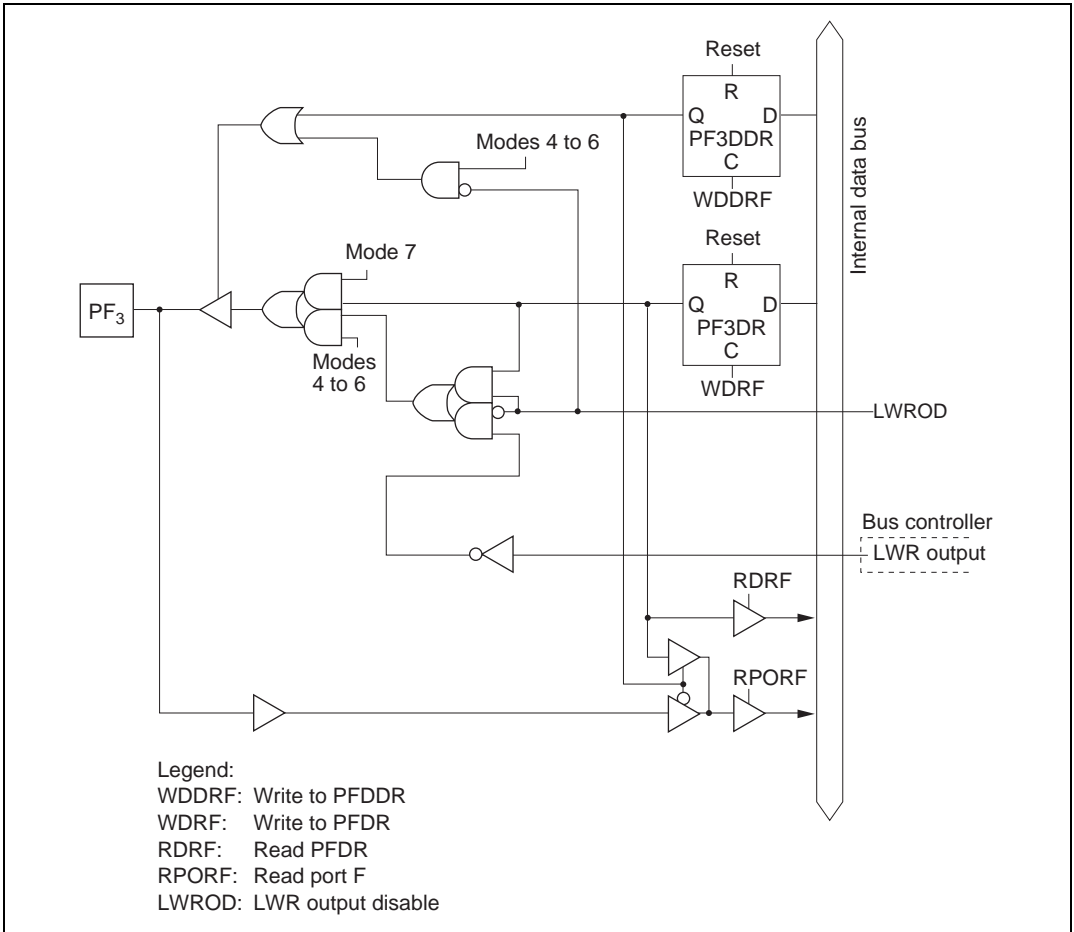 Reset
R
Q D
PF3DDR
C
WDDRF
Modes 4 to 6
Internal data bus
Reset
R
Q D
PF3DR
C
WDRF
Mode 7
PF3
Modes
4 to 6
LWROD
Bus controller
LWR output
RDRF
RPORF
Legend:
WDDRF: Write to PFDDR
WDRF: Write to PFDR
RDRF: Read PFDR
RPORF: Read port F
LWROD: LWR output disable